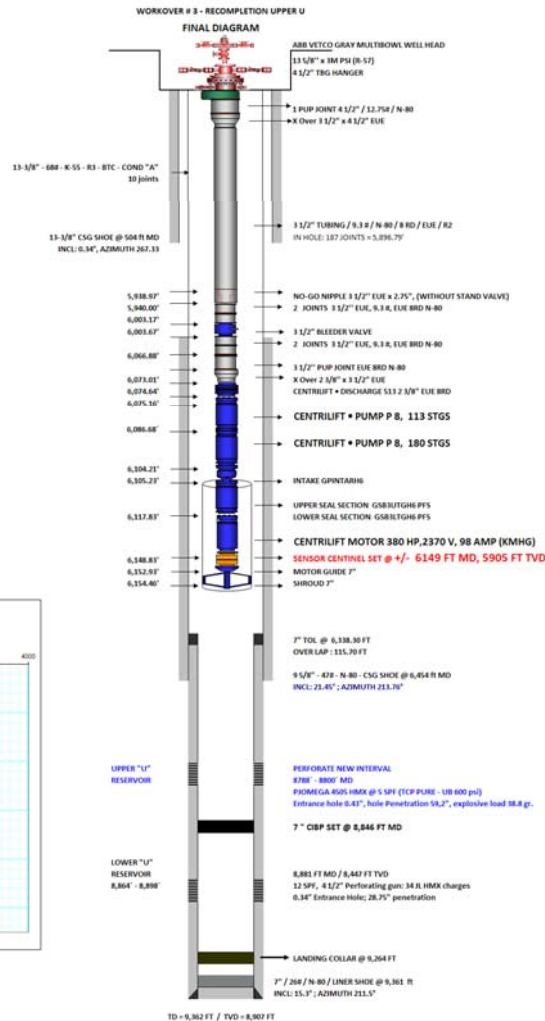 WORKOVER # 3 - RECOMPLETION UPPER U
FINAL DIAGRAM
ABB VETCO GRAY MULTIBOWL WELL HEAD
13 5/8" x 3M PSI (R-57)
4 1/2" TBG HANGER
1 PUP JOINT 4 1/2" / 12.75# / N-80
X Over 3 1/2" x 4 1/2" EUE
13-3/8" - 68# - K-55 - R3 - BTC - COND "A"
10 joints
3 1/2" TUBING / 9.3 # / N-80 / 8 RD / EUE / R2
IN HOLE: 187 JOINTS = 5,896.79'
13-3/8" CSG SHOE @ 504 ft MD
INCL: 0.34°, AZIMUTH 267.33
5,938.97'
NO-GO NIPPLE 3 1/2" EUE x 2.75", (WITHOUT STAND VALVE)
5,940.00'
2 JOINTS 3 1/2" EUE, 9.3 #, EUE 8RD N-80
6,003.17'
3 1/2" BLEEDER VALVE
6,003.67'
2 JOINTS 3 1/2" EUE, 9.3 #, EUE 8RD N-80
6,066.88'
3 1/2" PUP JOINT EUE 8RD N-80
6,073.01'
X Over 2 3/8" x 3 1/2" EUE
6,074.64'
CENTRILIFT • DISCHARGE 513 2 3/8" EUE 8RD
6,075.16'
CENTRILIFT • PUMP P 8, 113 STGS
6,086.68'
CENTRILIFT • PUMP P 8, 180 STGS
6,104.21'
6,105.23'
INTAKE GPINTARH6
UPPER SEAL SECTION GSB3UTGH6 PFS
6,117.83'
LOWER SEAL SECTION GSB3LTGH6 PFS
CENTRILIFT MOTOR 380 HP,2370 V, 98 AMP (KMHG)
6,148.83'
SENSOR CENTINEL SET @ +/- 6149 FT MD, 5905 FT TVD
6,152.93'
MOTOR GUIDE 7"
6,154.46'
SHROUD 7"
4000
7" TOL @ 6,338.30 FT
OVER LAP : 115.70 FT
9 5/8" - 47# - N-80 - CSG SHOE @ 6,454 ft MD
INCL: 21.45° ; AZIMUTH 213.76°
UPPER "U"
RESERVOIR
PERFORATE NEW INTERVAL
8788´ - 8800´ MD
PJOMEGA 4505 HMX @ 5 SPF (TCP PURE - UB 600 psi)
Entrance hole 0.43", hole Penetration 59,2", explosive load 38.8 gr.
7 " CIBP SET @ 8,846 FT MD
LOWER "U"
RESERVOIR
8,864´ - 8,898'
8,881 FT MD / 8,447 FT TVD
12 SPF, 4 1/2" Perforating gun: 34 JL HMX charges
0.34" Entrance Hole; 28.75" penetration
LANDING COLLAR @ 9,264 FT
7" / 26# / N-80 / LINER SHOE @ 9,361 ft
INCL: 15.3° ; AZIMUTH 211.5°
TD = 9,362 FT / TVD = 8,907 FT